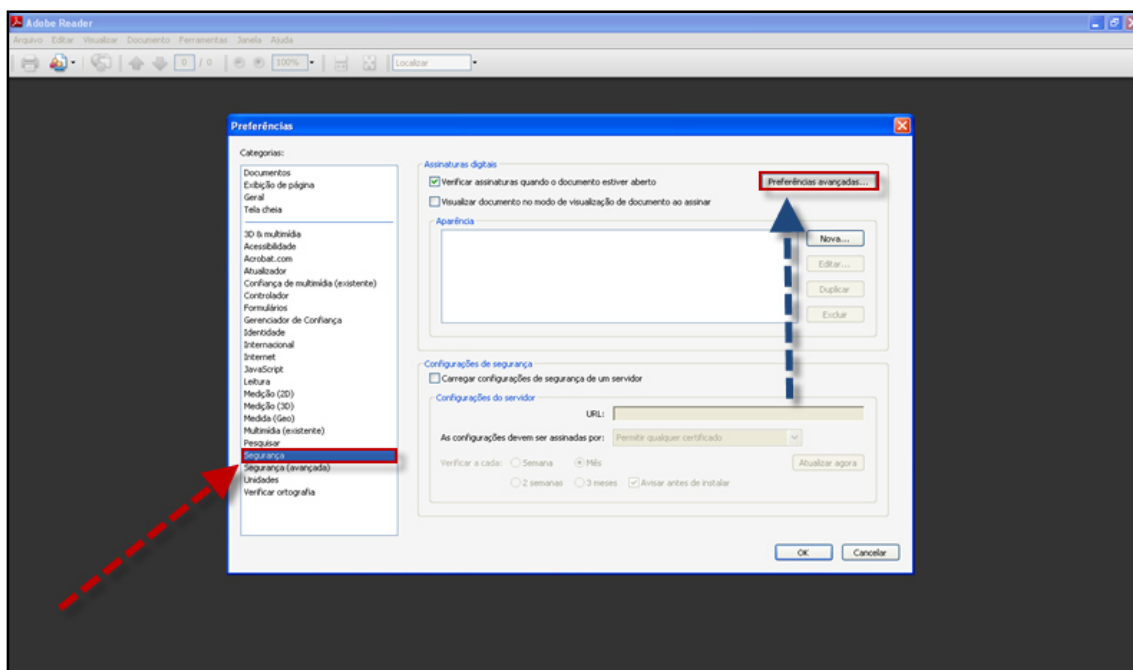 Adobe Reader
Arquivo Editar Visualizar Documento Ferramentas Janela Ajuda
0 / 0 100% Localizar
Preferências
Categorias:
Documentos
Exibição de página
Geral
Tela cheia
3D & multimídia
Acessibilidade
Acrobat.com
Atualizador
Confiança de multimídia (existente)
Controlador
Formulários
Gerenciador de Confiança
Identidade
Internacional
Internet
JavaScript
Leitura
Medição (2D)
Medição (3D)
Medida (Geo)
Multimídia (existente)
Pesquisar
Segurança
Segurança (avançada)
Unidades
Verificar ortografia
Assinaturas digitais
Verificar assinaturas quando o documento estiver aberto
Preferências avançadas...
Visualizar documento no modo de visualização de documento ao assinar
Aparência
Nova...
Editar...
Duplicar
Excluir
Configurações de segurança
Carregar configurações de segurança de um servidor
Configurações do servidor
URL:
As configurações devem ser assinadas por: Permitir qualquer certificado
Verificar a cada: Semana Mês Atualizar agora
2 semanas 3 meses Avisar antes de instalar
OK Cancelar